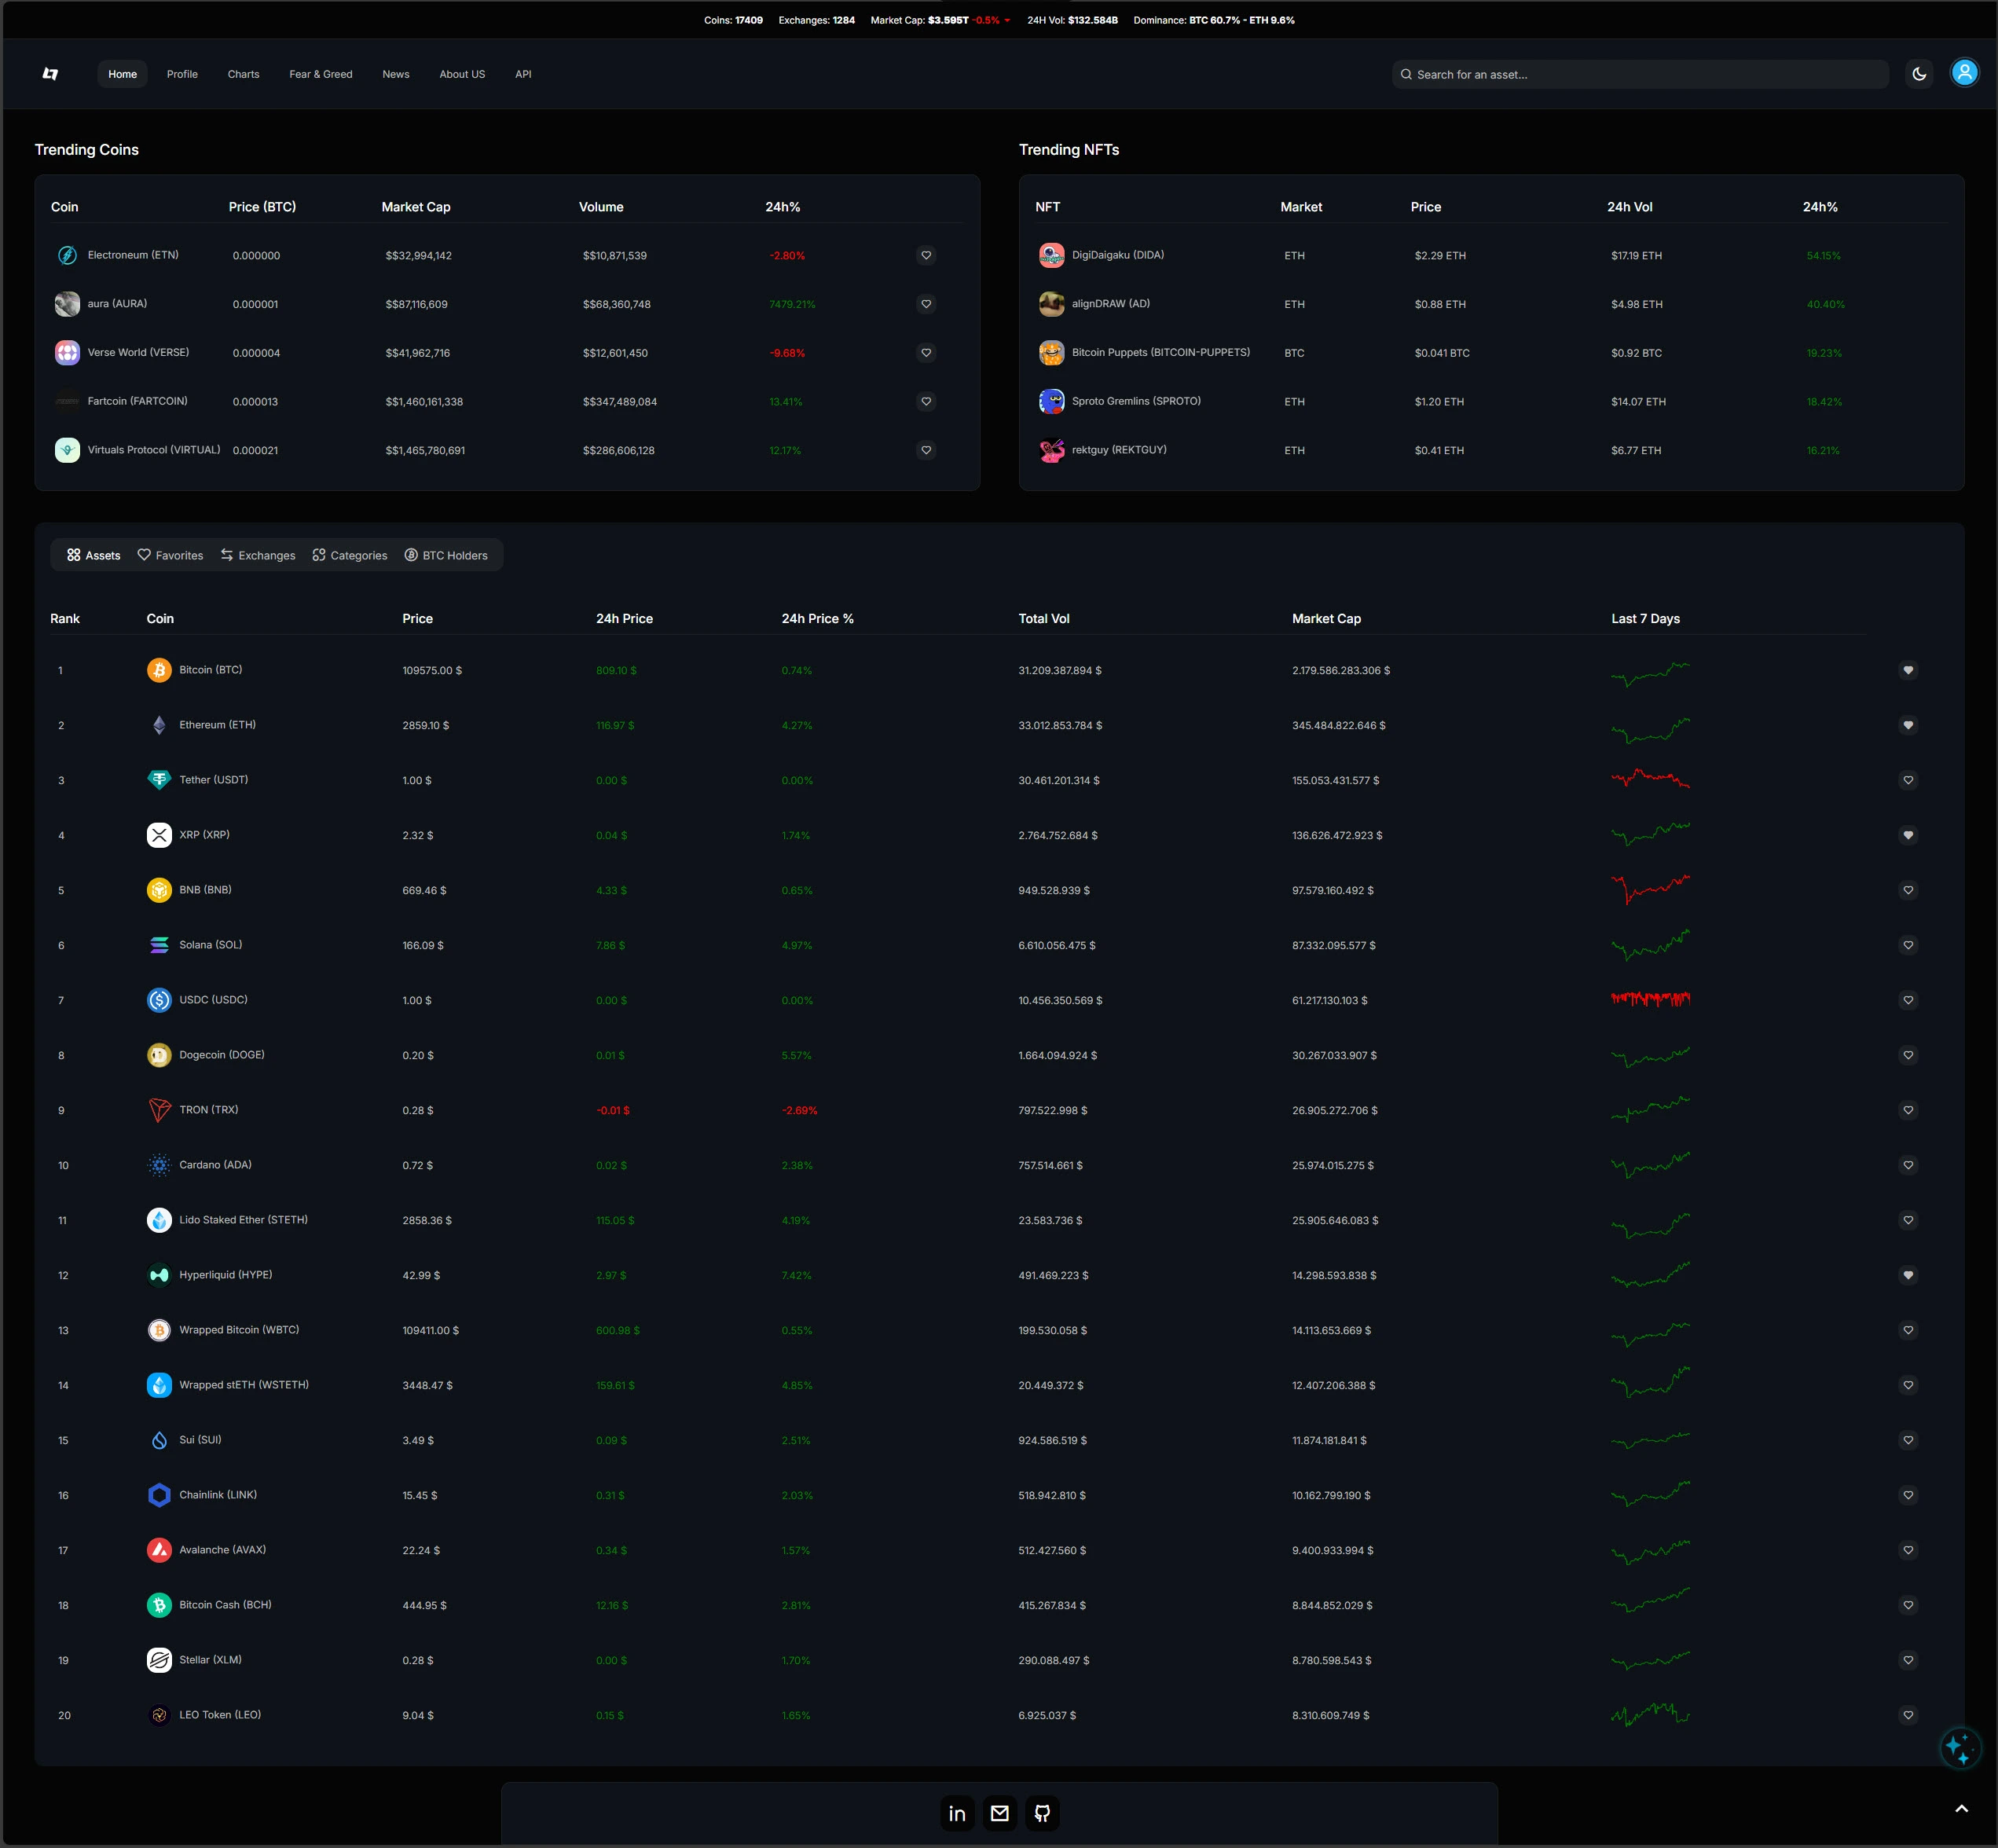 Coins: 17409 Exchanges: 1284 Market Cap: $3.595T -0.5% 24H Vol: $132.584B Dominance: BTC 60.7% - ETH 9.6%
Home Profile Charts Fear & Greed News About US API Search for an asset...
Trending Coins
Coin Price (BTC) Market Cap Volume 24h%
Electroneum (ETN) 0.000000 $$32,994,142 $$10,871,539 -2.80%
aura (AURA) 0.000001 $$87,116,609 $$68,360,748 7479.21%
Verse World (VERSE) 0.000004 $$41,962,716 $$12,601,450 -9.68%
Fartcoin (FARTCOIN) 0.000013 $$1,460,161,338 $$347,489,084 13.41%
Virtuals Protocol (VIRTUAL) 0.000021 $$1,465,780,691 $$286,606,128 12.17%
Trending NFTs
NFT Market Price 24h Vol 24h%
DigiDaigaku (DIDA) ETH $2.29 ETH $17.19 ETH 54.15%
alignDRAW (AD) ETH $0.88 ETH $4.98 ETH 40.40%
Bitcoin Puppets (BITCOIN-PUPPETS) BTC $0.041 BTC $0.92 BTC 19.23%
Sproto Gremlins (SPROTO) ETH $1.20 ETH $14.07 ETH 18.42%
rektguy (REKTGUY) ETH $0.41 ETH $6.77 ETH 16.21%
Assets Favorites Exchanges Categories BTC Holders
Rank Coin Price 24h Price 24h Price % Total Vol Market Cap Last 7 Days
1 Bitcoin (BTC) 109575.00 $ 809.10 $ 0.74% 31.209.387.894 $ 2.179.586.283.306 $
2 Ethereum (ETH) 2859.10 $ 116.97 $ 4.27% 33.012.853.784 $ 345.484.822.646 $
3 Tether (USDT) 1.00 $ 0.00 $ 0.00% 30.461.201.314 $ 155.053.431.577 $
4 XRP (XRP) 2.32 $ 0.04 $ 1.74% 2.764.752.684 $ 136.626.472.923 $
5 BNB (BNB) 669.46 $ 4.33 $ 0.65% 949.528.939 $ 97.579.160.492 $
6 Solana (SOL) 166.09 $ 7.86 $ 4.97% 6.610.056.475 $ 87.332.095.577 $
7 USDC (USDC) 1.00 $ 0.00 $ 0.00% 10.456.350.569 $ 61.217.130.103 $
8 Dogecoin (DOGE) 0.20 $ 0.01 $ 5.57% 1.664.094.924 $ 30.267.033.907 $
9 TRON (TRX) 0.28 $ -0.01 $ -2.69% 797.522.998 $ 26.905.272.706 $
10 Cardano (ADA) 0.72 $ 0.02 $ 2.38% 757.514.661 $ 25.974.015.275 $
11 Lido Staked Ether (STETH) 2858.36 $ 115.05 $ 4.19% 23.583.736 $ 25.905.646.083 $
12 Hyperliquid (HYPE) 42.99 $ 2.97 $ 7.42% 491.469.223 $ 14.298.593.838 $
13 Wrapped Bitcoin (WBTC) 109411.00 $ 600.98 $ 0.55% 199.530.058 $ 14.113.653.669 $
14 Wrapped stETH (WSTETH) 3448.47 $ 159.61 $ 4.85% 20.449.372 $ 12.407.206.388 $
15 Sui (SUI) 3.49 $ 0.09 $ 2.51% 924.586.519 $ 11.874.181.841 $
16 Chainlink (LINK) 15.45 $ 0.31 $ 2.03% 518.942.810 $ 10.162.799.190 $
17 Avalanche (AVAX) 22.24 $ 0.34 $ 1.57% 512.427.560 $ 9.400.933.994 $
18 Bitcoin Cash (BCH) 444.95 $ 12.16 $ 2.81% 415.267.834 $ 8.844.852.029 $
19 Stellar (XLM) 0.28 $ 0.00 $ 1.70% 290.088.497 $ 8.780.598.543 $
20 LEO Token (LEO) 9.04 $ 0.15 $ 1.65% 6.925.037 $ 8.310.609.749 $
in